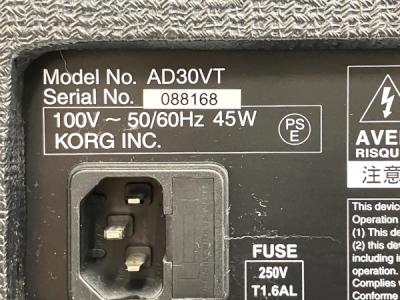 Model No. AD30VT
Serial No. 088168
100V ~ 50/60Hz 45W
KORG INC.
PS
E
AVE
RISQU
注意
This device
Operation
(1) This de
(2) this dev
including i
operation.
Complies w
Conforme
FUSE
250V
T1.6AL